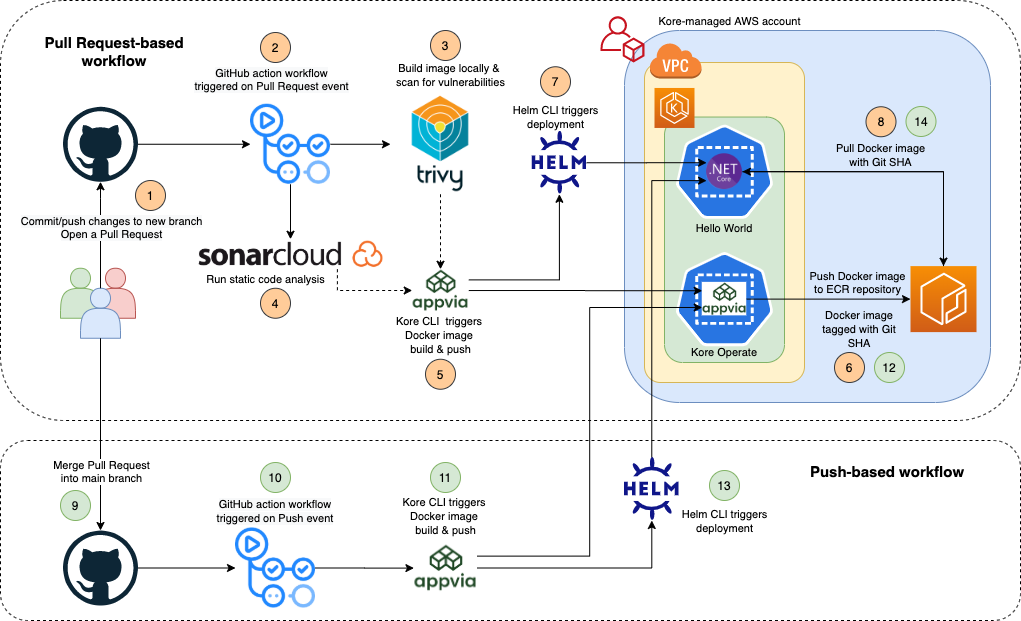 Kore-managed AWS account
Pull Request-based
workflow
2
GitHub action workflow
triggered on Pull Request event
3
Build image locally &
scan for vulnerabilities
trivy
7
Helm CLI triggers
deployment
HELM
VPC
K
.NET
Core
Hello World
8
14
Pull Docker image
with Git SHA
1
Commit/push changes to new branch
Open a Pull Request
sonarcloud
Run static code analysis
4
appvia
Kore CLI triggers
Docker image
build & push
5
appvia
Kore Operate
Push Docker image
to ECR repository
Docker image
tagged with Git
SHA
6
12
Push-based workflow
Merge Pull Request
into main branch
9
10
GitHub action workflow
triggered on Push event
11
Kore CLI triggers
Docker image
build & push
appvia
HELM
13
Helm CLI triggers
deployment